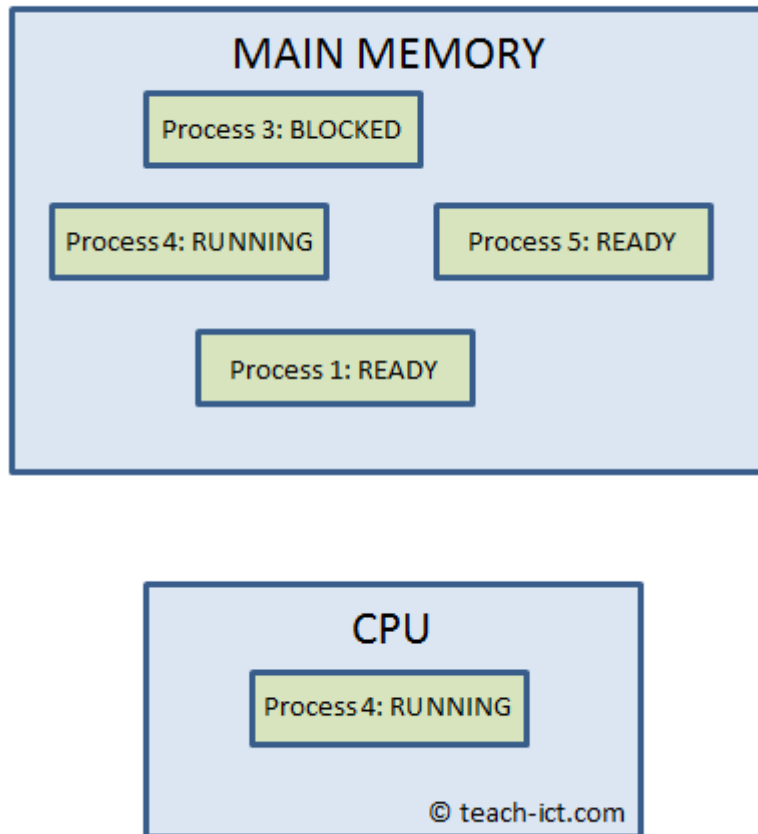 MAIN MEMORY
Process 3: BLOCKED
Process 4: RUNNING
Process 5: READY
Process 1: READY
CPU
Process 4: RUNNING
© teach-ict.com